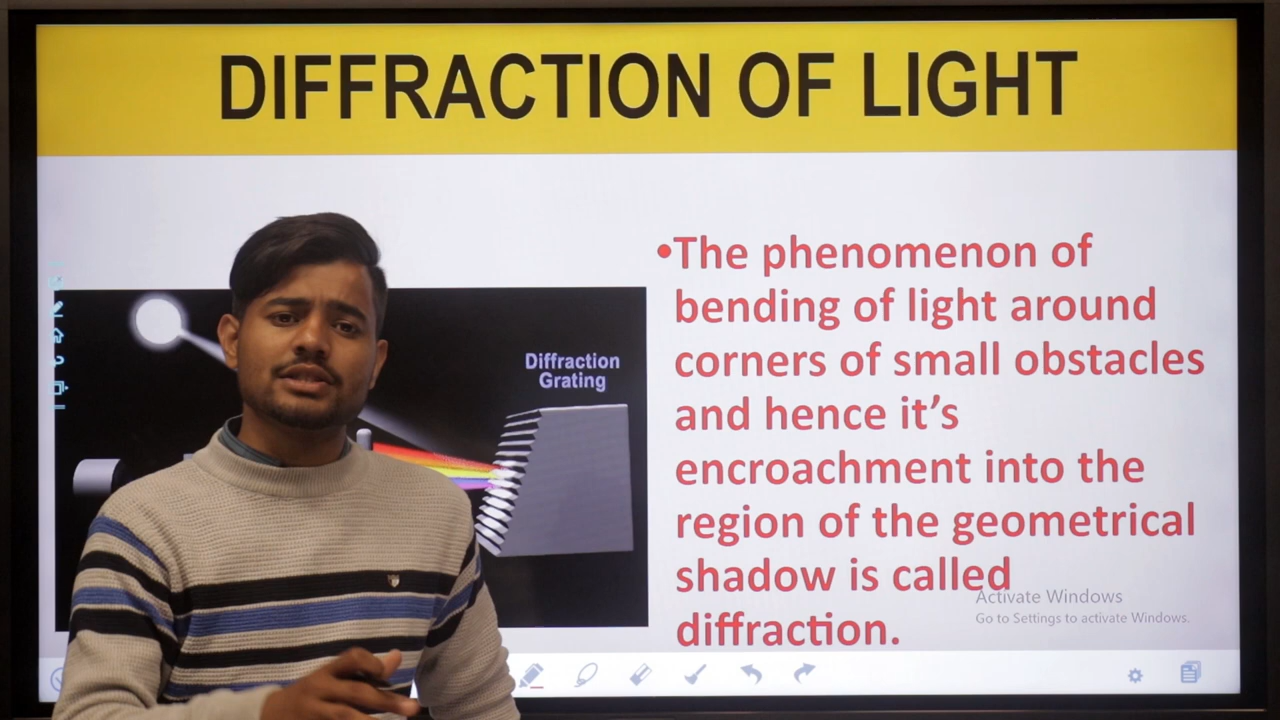 DIFFRACTION OF LIGHT
Diffraction
Grating
•The phenomenon of
bending of light around
corners of small obstacles
and hence it’s
encroachment into the
region of the geometrical
shadow is called
diffraction.
Activate Windows
Go to Settings to activate Windows.